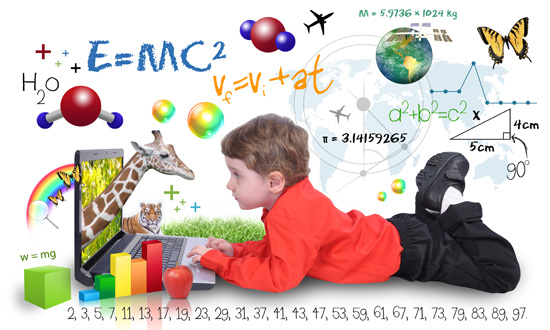 M = 5.9736 × 1024 kg
E=MC²
H₂O
v_f=v_i+at
a²+b²=c²
x
4cm
5cm
90°
π = 3.14159265
w = mg
2, 3, 5, 7, 11, 13, 17, 19, 23, 29, 31, 37, 41, 43, 47, 53, 59, 61, 67, 71, 73, 79, 83, 89, 97